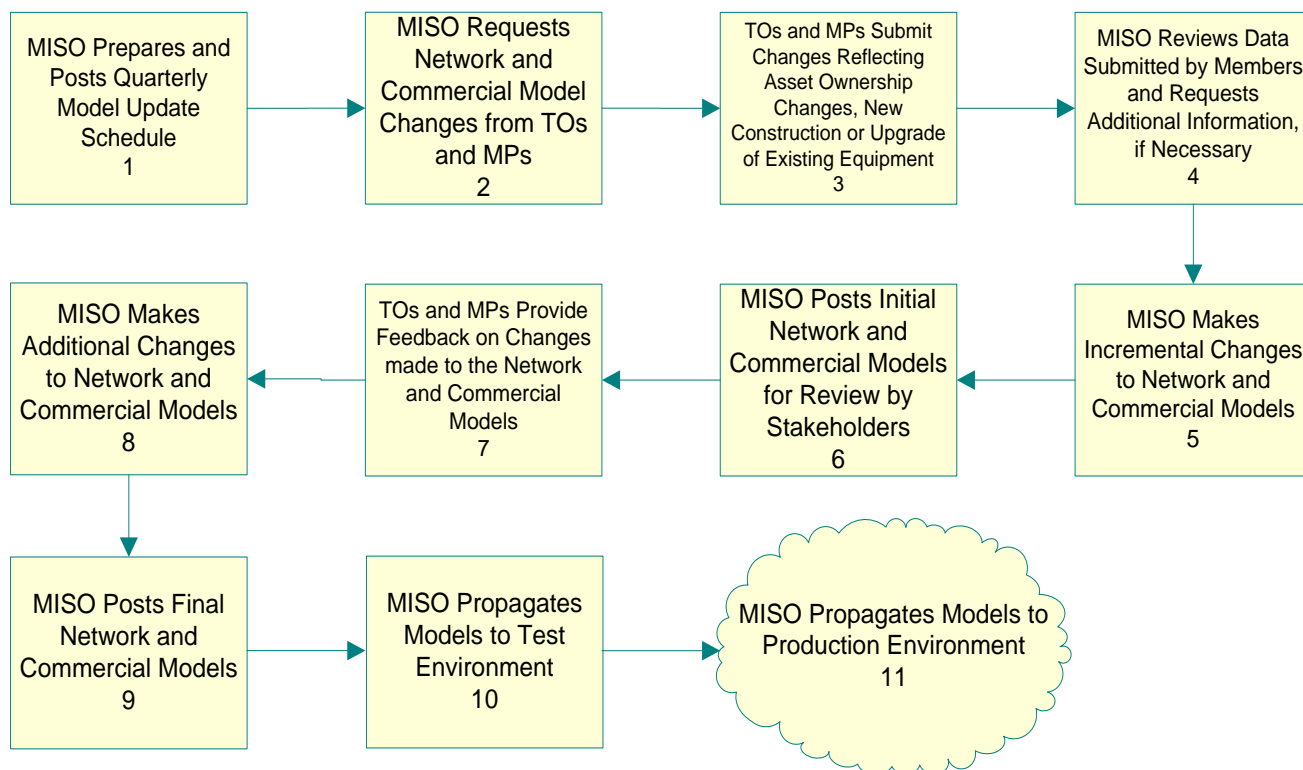 MISO Prepares and
Posts Quarterly
Model Update
Schedule
1
MISO Requests
Network and
Commercial Model
Changes from TOs
and MPs
2
TOs and MPs Submit
Changes Reflecting
Asset Ownership
Changes, New
Construction or Upgrade
of Existing Equipment
3
MISO Reviews Data
Submitted by Members
and Requests
Additional Information,
if Necessary
4
MISO Makes
Incremental Changes
to Network and
Commercial Models
5
MISO Posts Initial
Network and
Commercial Models
for Review by
Stakeholders
6
TOs and MPs Provide
Feedback on Changes
made to the Network
and Commercial
Models
7
MISO Makes
Additional Changes
to Network and
Commercial Models
8
MISO Posts Final
Network and
Commercial Models
9
MISO Propagates
Models to Test
Environment
10
MISO Propagates Models to
Production Environment
11